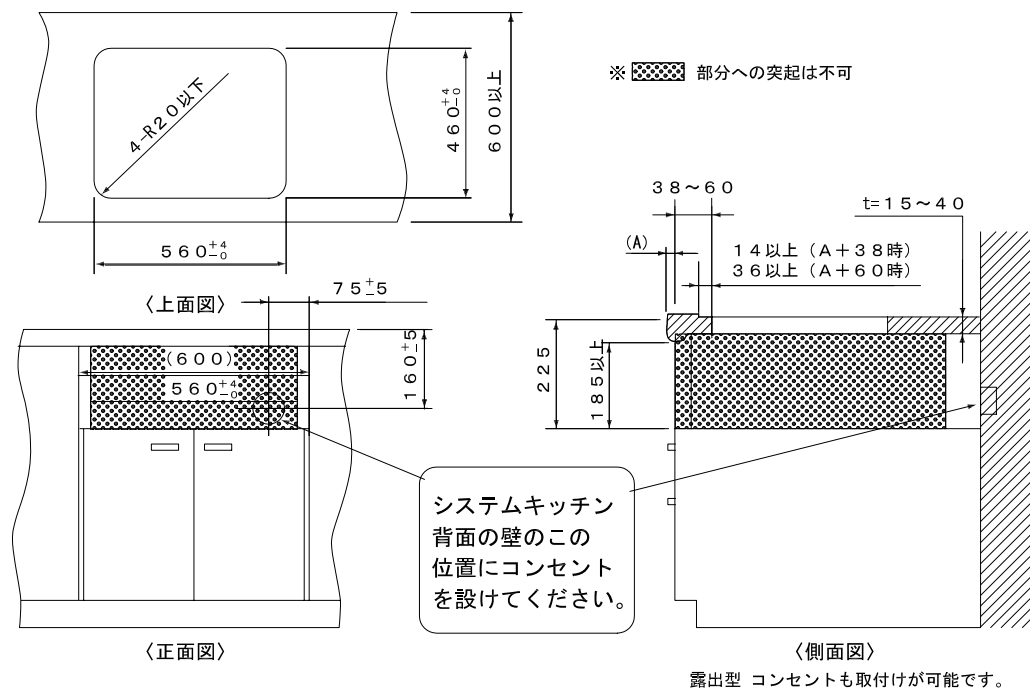 4-R20以下
460+4-0
600以上
560+4-0
〈上面図〉
※ 部分への突起は不可
75+-5
160+-5
(600)
560+4-0
〈正面図〉
システムキッチン
背面の壁のこの
位置にコンセント
を設けてください。
38～60
t=15～40
(A)
14以上（A＋38時）
36以上（A＋60時）
225
185以上
〈側面図〉
露出型 コンセントも取付けが可能です。